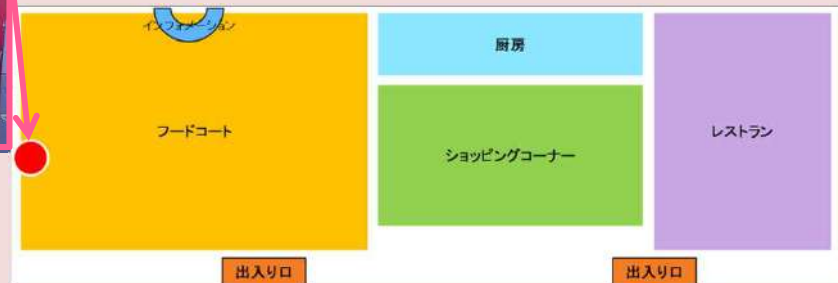 インフォメーション
厨房
フードコート
レストラン
ショッピングコーナー
出入り口
出入り口